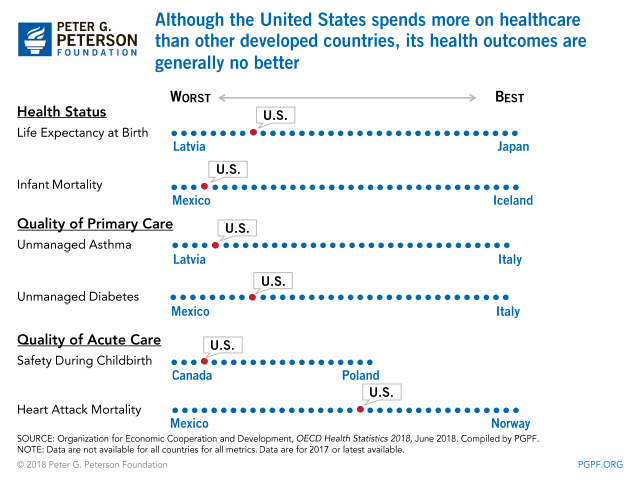 PETER G.
PETERSON
FOUNDATION
Although the United States spends more on healthcare
than other developed countries, its health outcomes are
generally no better
WORST
BEST
Health Status
U.S.
Life Expectancy at Birth
Latvia
Japan
U.S.
Infant Mortality
Mexico
Iceland
Quality of Primary Care
U.S.
Unmanaged Asthma
Latvia
Italy
U.S.
Unmanaged Diabetes
Mexico
Italy
Quality of Acute Care
U.S.
Safety During Childbirth
Canada
Poland
U.S.
Heart Attack Mortality
Mexico
Norway
SOURCE: Organization for Economic Cooperation and Development, OECD Health Statistics 2018, June 2018. Compiled by PGPF.
NOTE: Data are not available for all countries for all metrics. Data are for 2017 or latest available.
© 2018 Peter G. Peterson Foundation
PGPF.ORG